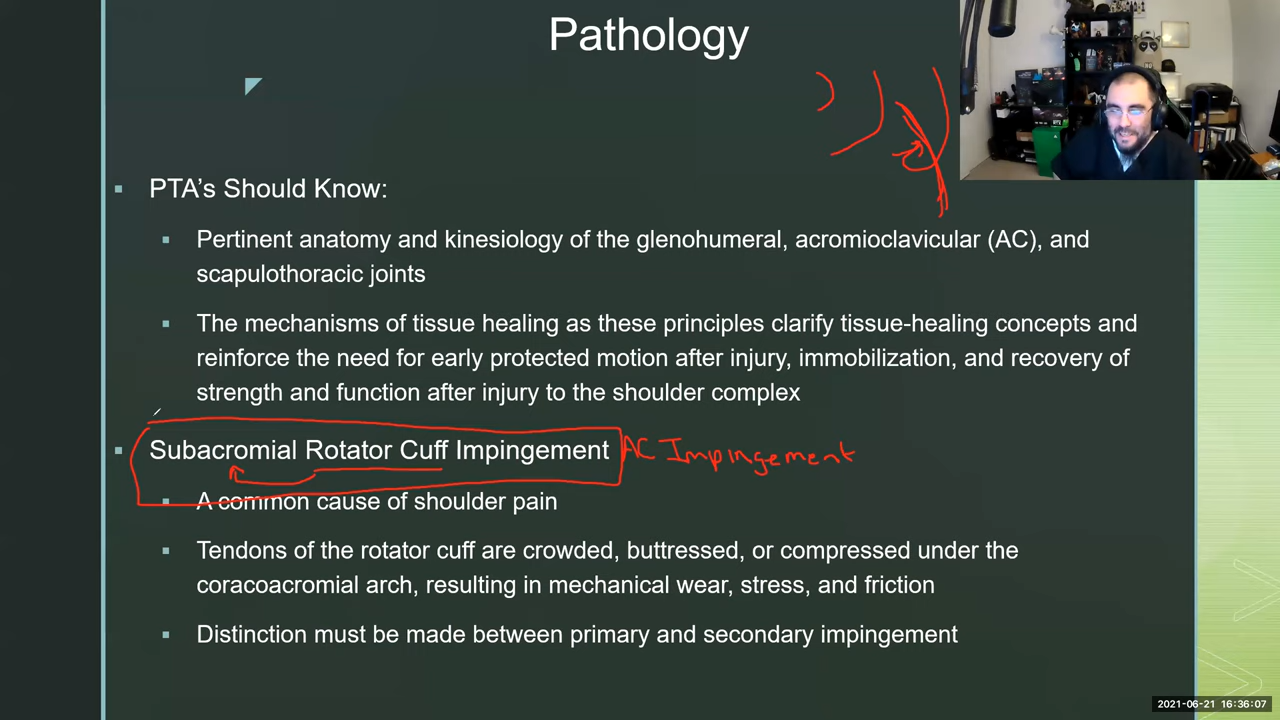 Pathology
PTA’s Should Know:
Pertinent anatomy and kinesiology of the glenohumeral, acromioclavicular (AC), and
scapulothoracic joints
The mechanisms of tissue healing as these principles clarify tissue-healing concepts and
reinforce the need for early protected motion after injury, immobilization, and recovery of
strength and function after injury to the shoulder complex
Subacromial Rotator Cuff Impingement AC Impingement
A common cause of shoulder pain
Tendons of the rotator cuff are crowded, buttressed, or compressed under the
coracoacromial arch, resulting in mechanical wear, stress, and friction
Distinction must be made between primary and secondary impingement
2021-06-21 16:36:07